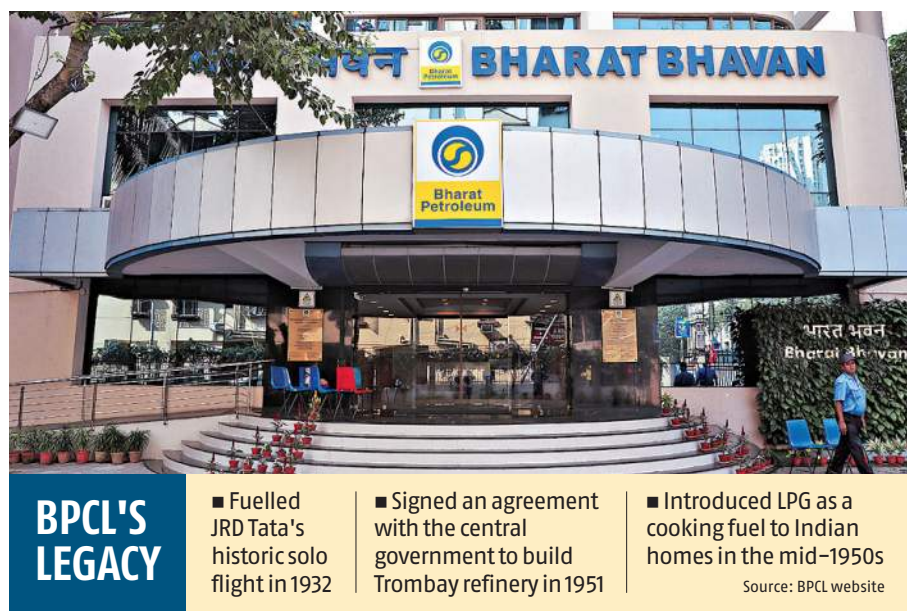 भवन
Bharat
Petroleum
BHARAT BHAVAN
Bharat
Petroleum
भारत भवन
Bharat Bhavan
BPCL'S
LEGACY
■ Fuelled
JRD Tata's
historic solo
flight in 1932
■ Signed an agreement
with the central
government to build
Trombay refinery in 1951
■ Introduced LPG as a
cooking fuel to Indian
homes in the mid-1950s
Source: BPCL website